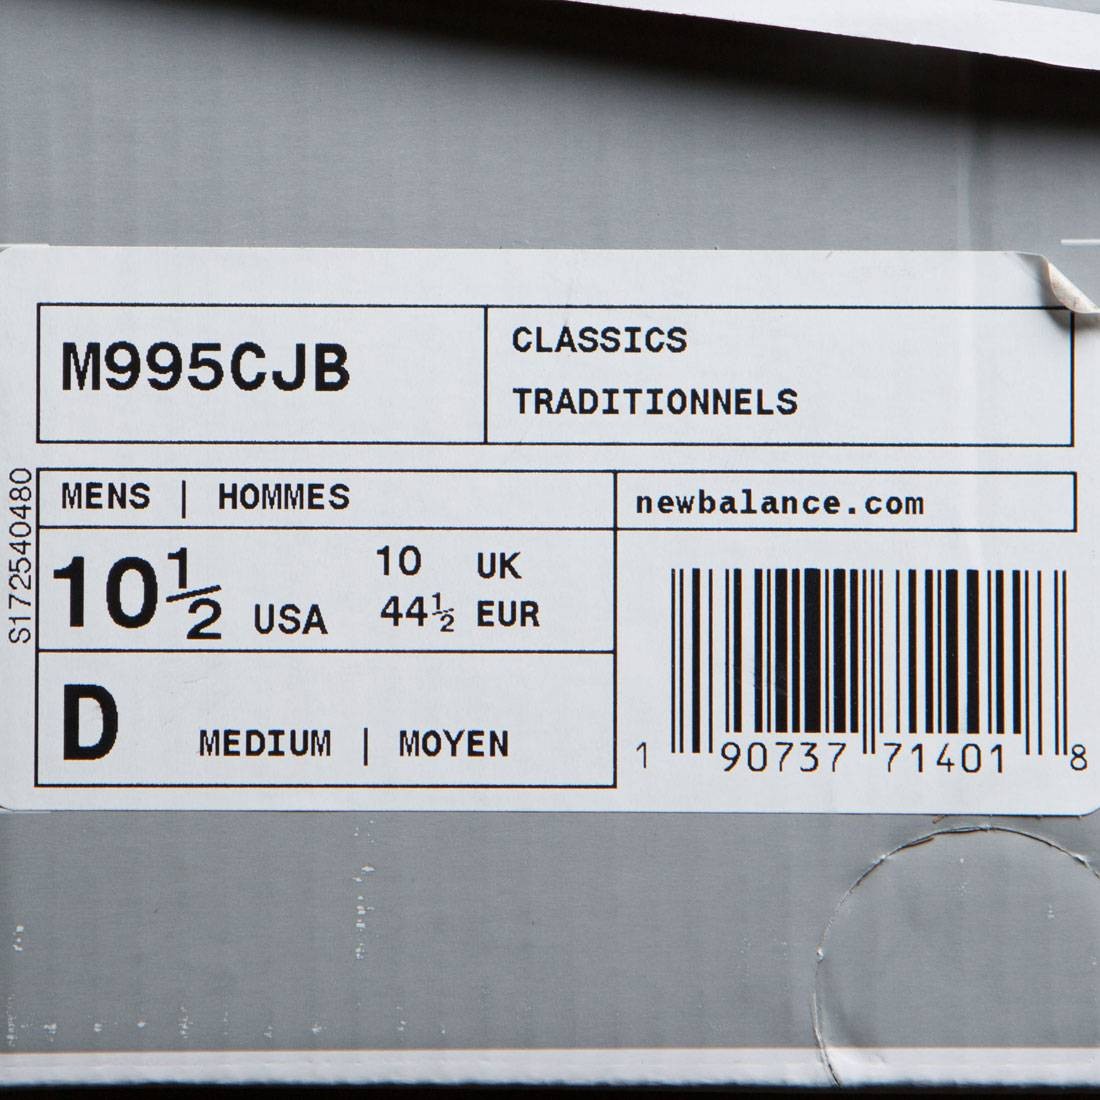 M995CJB
CLASSICS
TRADITIONNELS
S172540480
MENS | HOMMES
newbalance.com
10½ USA
10 UK
44½ EUR
D MEDIUM | MOYEN
1 90737 71401 8